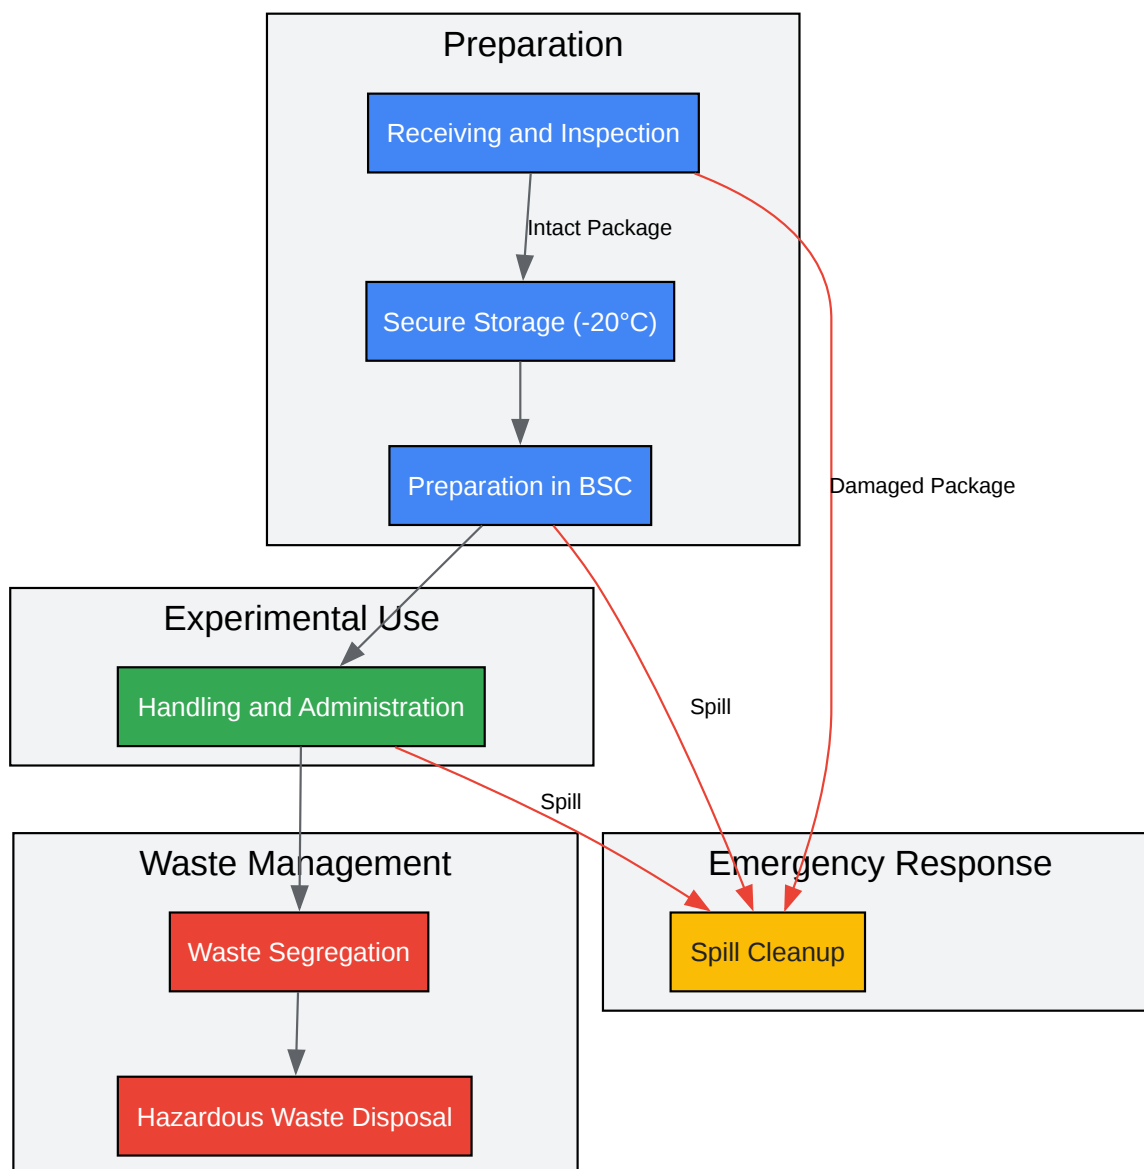 Preparation
Receiving and Inspection
Intact Package
Secure Storage (-20°C)
Preparation in BSC
Damaged Package
Experimental Use
Handling and Administration
Spill
Spill
Waste Management
Emergency Response
Waste Segregation
Spill Cleanup
Hazardous Waste Disposal